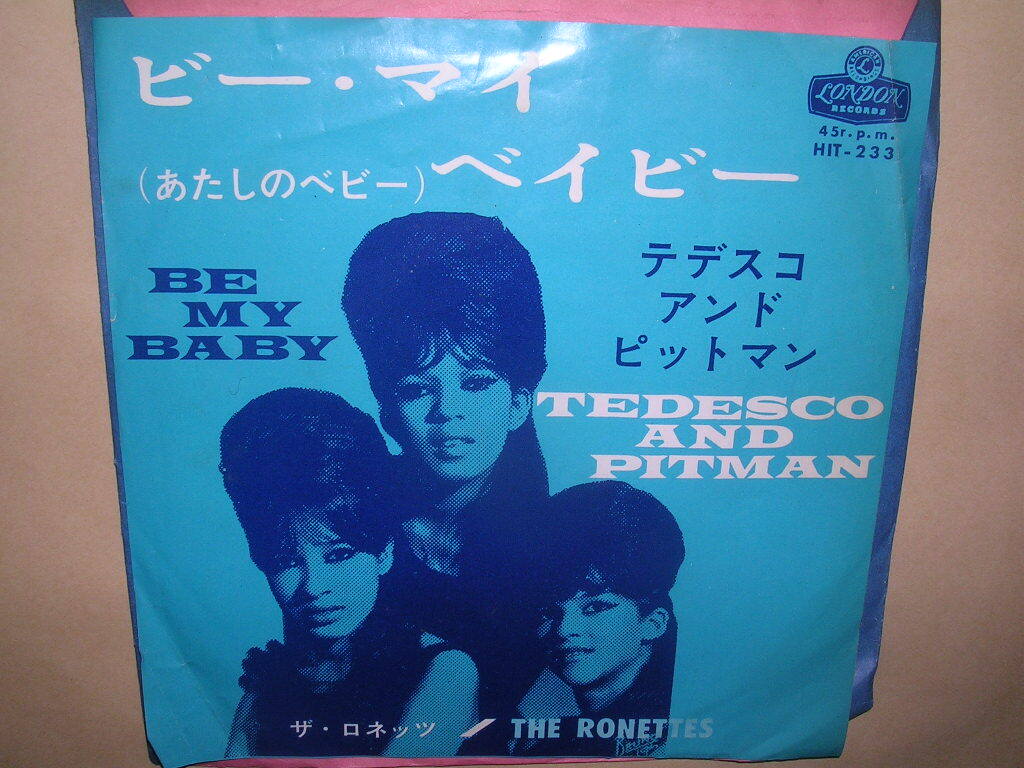 ビー・マイ
(あたしのベビー) ベイビー
AMERICAN
L
LONDON
RECORDS
45r.p.m.
HIT-233
BE
MY
BABY
テデスコ
アンド
ピットマン
TEDESCO
AND
PITMAN
ザ・ロネッツ / THE RONETTES